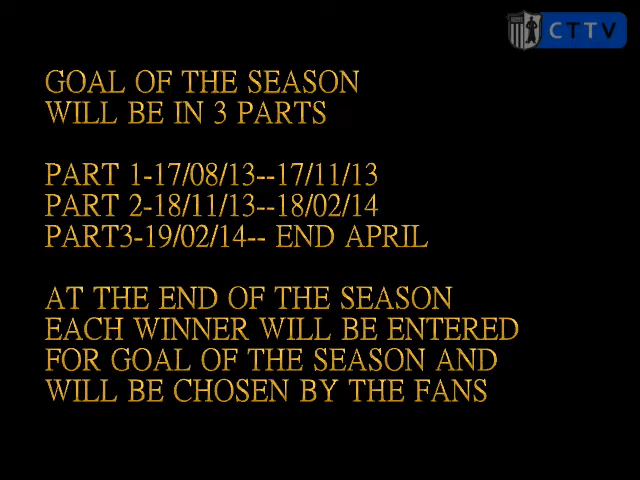 CTTV
GOAL OF THE SEASON
WILL BE IN 3 PARTS
PART 1-17/08/13--17/11/13
PART 2-18/11/13--18/02/14
PART3-19/02/14-- END APRIL
AT THE END OF THE SEASON
EACH WINNER WILL BE ENTERED
FOR GOAL OF THE SEASON AND
WILL BE CHOSEN BY THE FANS